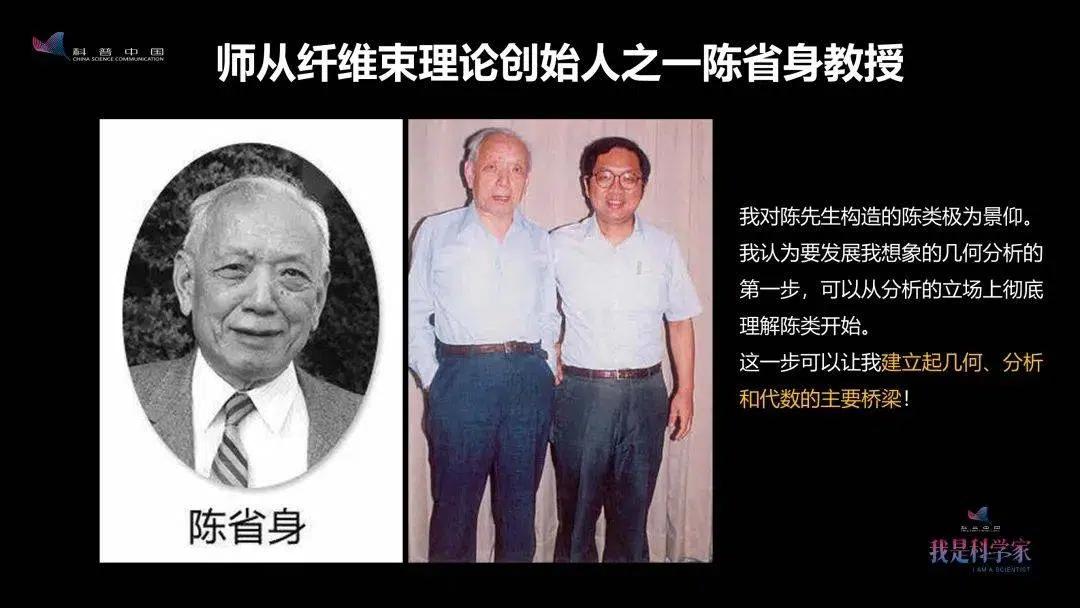 科普中国
CHINA SCIENCE COMMUNICATION
师从纤维束理论创始人之一陈省身教授
陈省身
我对陈先生构造的陈类极为景仰。
我认为要发展我想象的几何分析的
第一步，可以从分析的立场上彻底
理解陈类开始。
这一步可以让我建立起几何、分析
和代数的主要桥梁！
科普中国
我是科学家
I AM A SCIENTIST